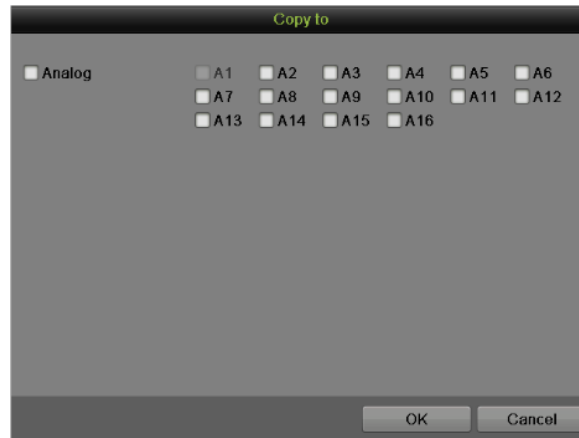 Copy to
Analog A1 A2 A3 A4 A5 A6
A7 A8 A9 A10 A11 A12
A13 A14 A15 A16
OK Cancel